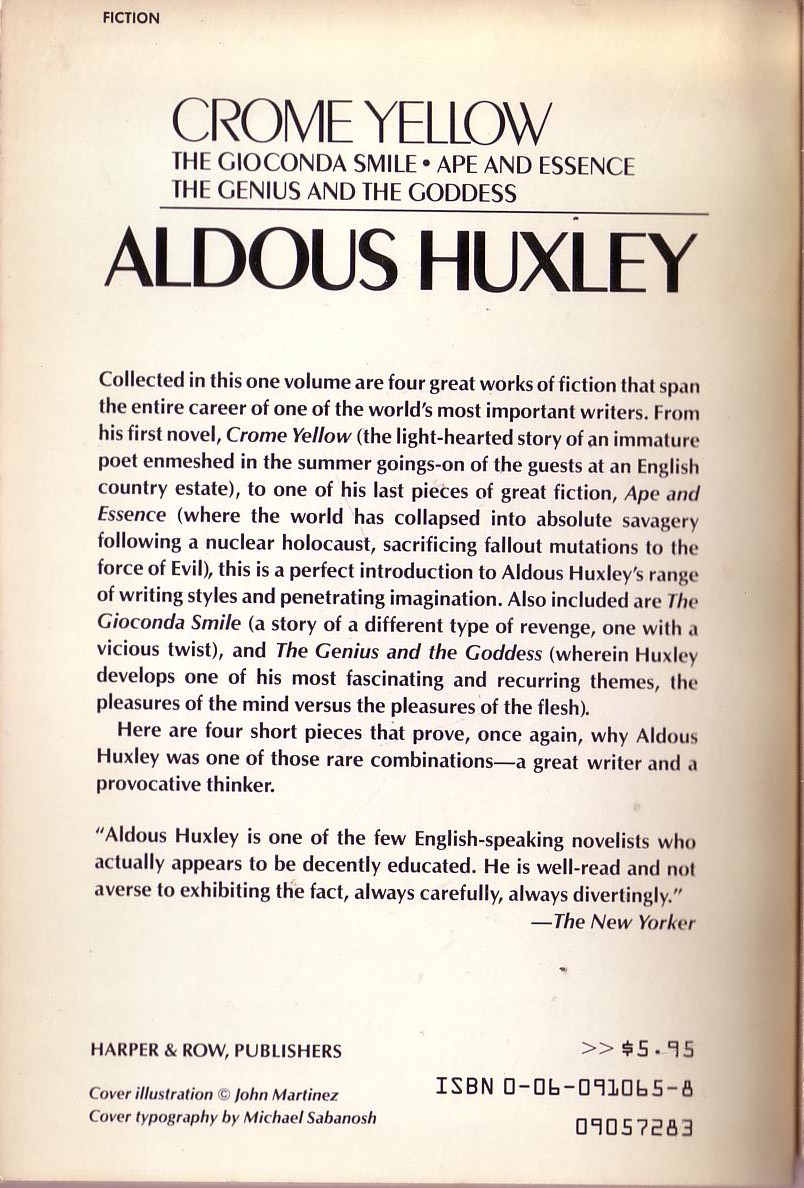 FICTION
CROME YELLOW
THE GIOCONDA SMILE • APE AND ESSENCE
THE GENIUS AND THE GODDESS
ALDOUS HUXLEY
Collected in this one volume are four great works of fiction that span
the entire career of one of the world's most important writers. From
his first novel, Crome Yellow (the light-hearted story of an immature
poet enmeshed in the summer goings-on of the guests at an English
country estate), to one of his last pieces of great fiction, Ape and
Essence (where the world has collapsed into absolute savagery
following a nuclear holocaust, sacrificing fallout mutations to the
force of Evil), this is a perfect introduction to Aldous Huxley's range
of writing styles and penetrating imagination. Also included are The
Gioconda Smile (a story of a different type of revenge, one with a
vicious twist), and The Genius and the Goddess (wherein Huxley
develops one of his most fascinating and recurring themes, the
pleasures of the mind versus the pleasures of the flesh).
Here are four short pieces that prove, once again, why Aldous
Huxley was one of those rare combinations—a great writer and a
provocative thinker.
"Aldous Huxley is one of the few English-speaking novelists who
actually appears to be decently educated. He is well-read and not
averse to exhibiting the fact, always carefully, always divertingly."
—The New Yorker
HARPER & ROW, PUBLISHERS
>> $5.95
Cover illustration © John Martinez
ISBN 0-06-091065-8
Cover typography by Michael Sabanosh
09057283